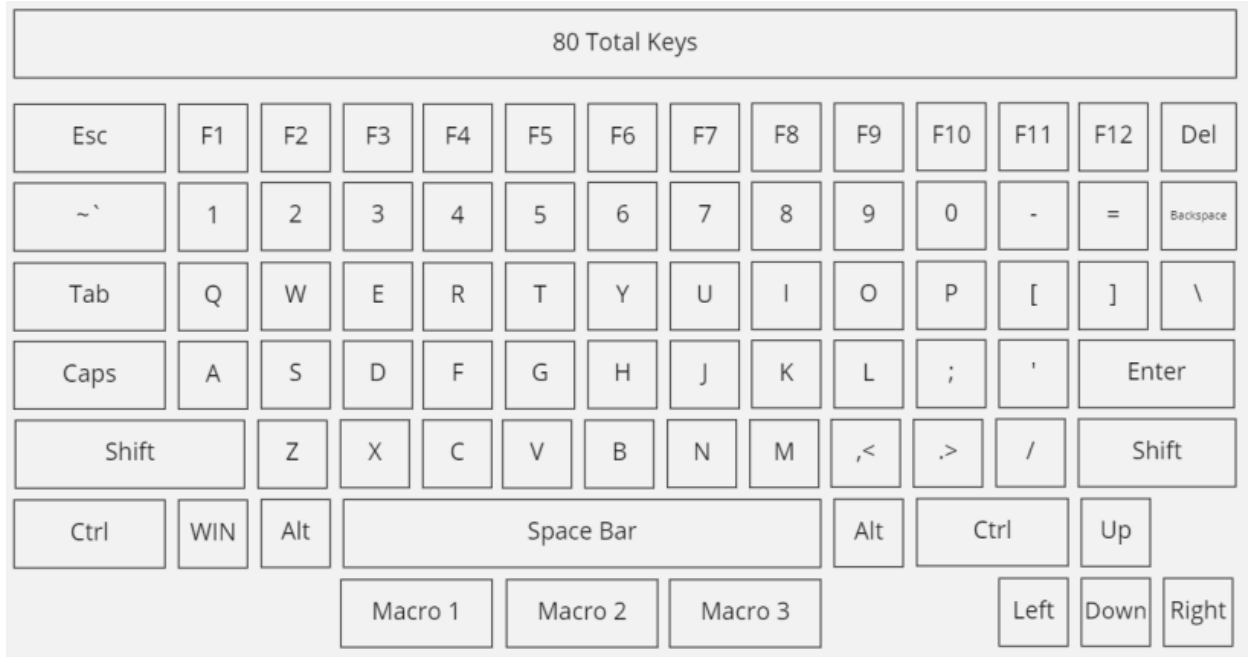 80 Total Keys
Esc F1 F2 F3 F4 F5 F6 F7 F8 F9 F10 F11 F12 Del
~` 1 2 3 4 5 6 7 8 9 0 - = Backspace
Tab Q W E R T Y U I O P [ ] \
Caps A S D F G H J K L ; ' Enter
Shift Z X C V B N M ,< .> / Shift
Ctrl WIN Alt Space Bar Alt Ctrl Up
Macro 1 Macro 2 Macro 3 Left Down Right